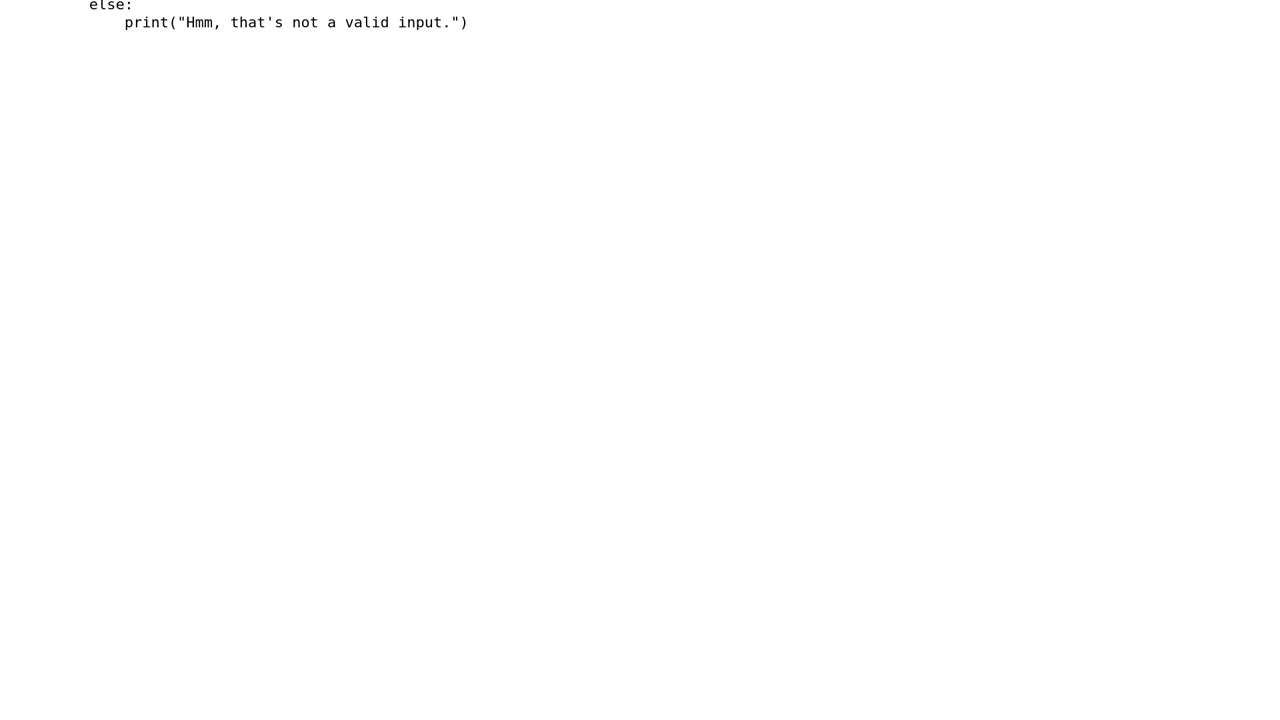 else:
    print("Hmm, that's not a valid input.")